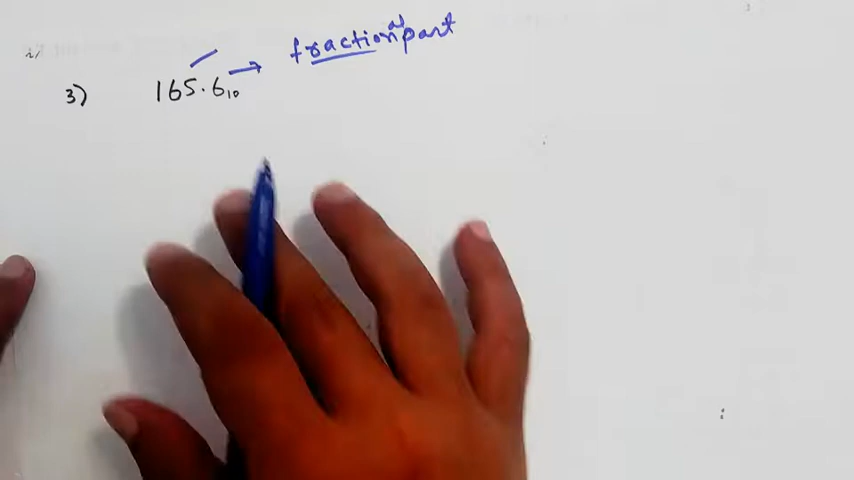 fractional part
3) 165.6₁₀ →